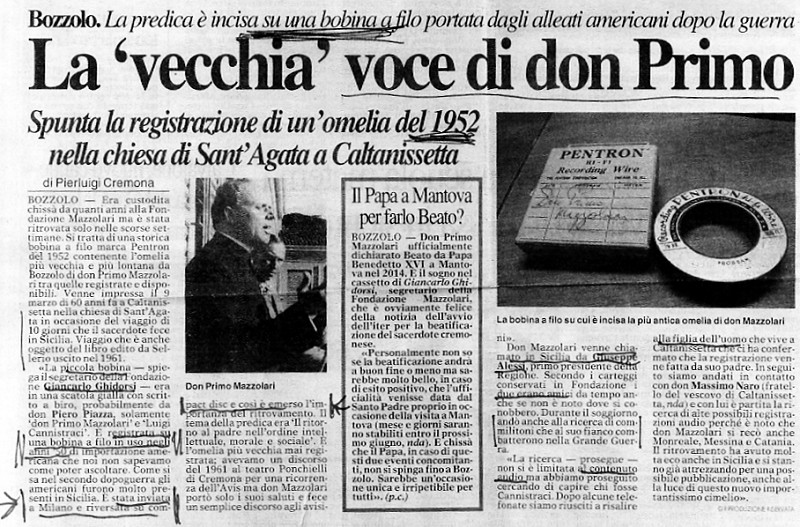 Bozzolo. La predica è incisa su una bobina a filo portata dagli alleati americani dopo la guerra
La ‘vecchia’ voce di don Primo
Spunta la registrazione di un'omelia del 1952
nella chiesa di Sant'Agata a Caltanissetta
di Pierluigi Cremona
BOZZOLO — Era custodita
chissà da quanti anni alla Fon-
dazione Mazzolari ma è stata
ritrovata solo nelle scorse set-
timane. Si tratta di una storica
bobina a filo marca Pentron
del 1952 contenente l'omelia
più vecchia e più lontana da
Bozzolo di don Primo Mazzola-
ri tra quelle registrate e dispo-
nibili. Venne impressa il 9
marzo di 60 anni fa a Caltanis-
setta nella chiesa di Sant'Aga-
ta in occasione del viaggio di
10 giorni che il sacerdote fece in
Sicilia. Viaggio che è anche
oggetto del libro edito da Sel-
lerio uscito nel 1961.
«La piccola bobina — spie-
ga il segretario della Fondazione
Giancarlo Ghidorsi — era
in una scatola gialla con scrit-
to a biro, probabilmente da
don Piero Piazza, solamente
'don Primo Mazzolari' e 'Luigi
Cannistraci'. È registrata su
una bobina a filo in uso negli
anni '50 di importazione ame-
ricana che non sapevamo
come poter ascoltare. Come si
sa nel secondo dopoguerra gli
americani furono molto pre-
senti in Sicilia. È stata inviata
a Milano e riversata su com-
Don Primo Mazzolari
pact disc e così è emerso l'im-
portanza del ritrovamento. Il
tema della predica era 'Il ritor-
no al padre nell'ordine intel-
lettuale, morale e sociale'. È
l'omelia più vecchia mai regi-
strata; avevamo un discorso
del 1961 al teatro Ponchielli
di Cremona per una ricorren-
za dell'Avis ma don Mazzolari
portò solo i suoi saluti e fece
un semplice discorso agli avisi-
Il Papa a Mantova
per farlo Beato?
BOZZOLO — Don Primo
Mazzolari ufficialmente
dichiarato Beato da Papa
Benedetto XVI a Manto-
va nel 2014. È il sogno nel
cassetto di Giancarlo Ghi-
dorsi, segretario della
Fondazione Mazzolari,
che è ovviamente felice
della notizia dell'avvio
dell'iter per la beatifica-
zione del sacerdote cremo-
nese.
«Personalmente non so
se la beatificazione andrà
a buon fine o meno ma sa-
rebbe molto bello, in caso
di esito positivo, che l'uffi-
cialità venisse data dal
Santo Padre proprio in oc-
casione della visita a Man-
tova (mese e giorni saran-
no stabiliti entro il prossi-
mo giugno, nda). È chissà
che il Papa, in caso di que-
sti due eventi concomitan-
ti, non si spinga fino a Boz-
zolo. Sarebbe un'occasio-
ne unica e irripetibile per
tutti». (p.c.)
PENTRON
HI-FI
Recording Wire
don Primo
Mazzolari
PENTRON
La bobina a filo su cui è incisa la più antica omelia di don Mazzolari
ni».
Don Mazzolari venne chia-
mato in Sicilia da Giuseppe
Alessi, primo presidente della
Regione. Secondo i carteggi
conservati in Fondazione i
due erano amici da tempo an-
che se non è noto dove si co-
nobbero. Durante il soggiorno
andò anche alla ricerca di com-
militoni che al suo fianco com-
batterono nella Grande Guer-
ra.
«La ricerca — prosegue —
non si è limitata al contenuto
audio ma abbiamo proseguito
cercando di capire chi fosse
Cannistraci. Dopo alcune tele-
fonate siamo riusciti a risalire
alla figlia dell'uomo che vive a
Caltanissetta che ci ha confer-
mato che la registrazione ven-
ne fatta da suo padre. In segui-
to siamo andati in contatto
con don Massimo Naro (fratel-
lo del vescovo di Caltanisset-
ta, nda) e con lui è partita la ri-
cerca di altre possibili registra-
zioni audio perché è noto che
don Mazzolari si recò anche
Monreale, Messina e Catania.
Il ritrovamento ha avuto mol-
ta eco anche in Sicilia e si stan-
no già attrezzando per una pos-
sibile pubblicazione, anche al-
la luce di questo nuovo impor-
tantissimo cimelio».
© RIPRODUZIONE RISERVATA